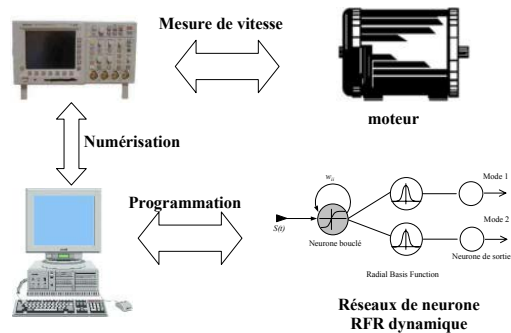 Mesure de vitesse
moteur
Numérisation
Programmation
w_ii
Mode 1
S(t)
Mode 2
Neurone bouclé
Neurone de sortie
Radial Basis Function
Réseaux de neurone
RFR dynamique